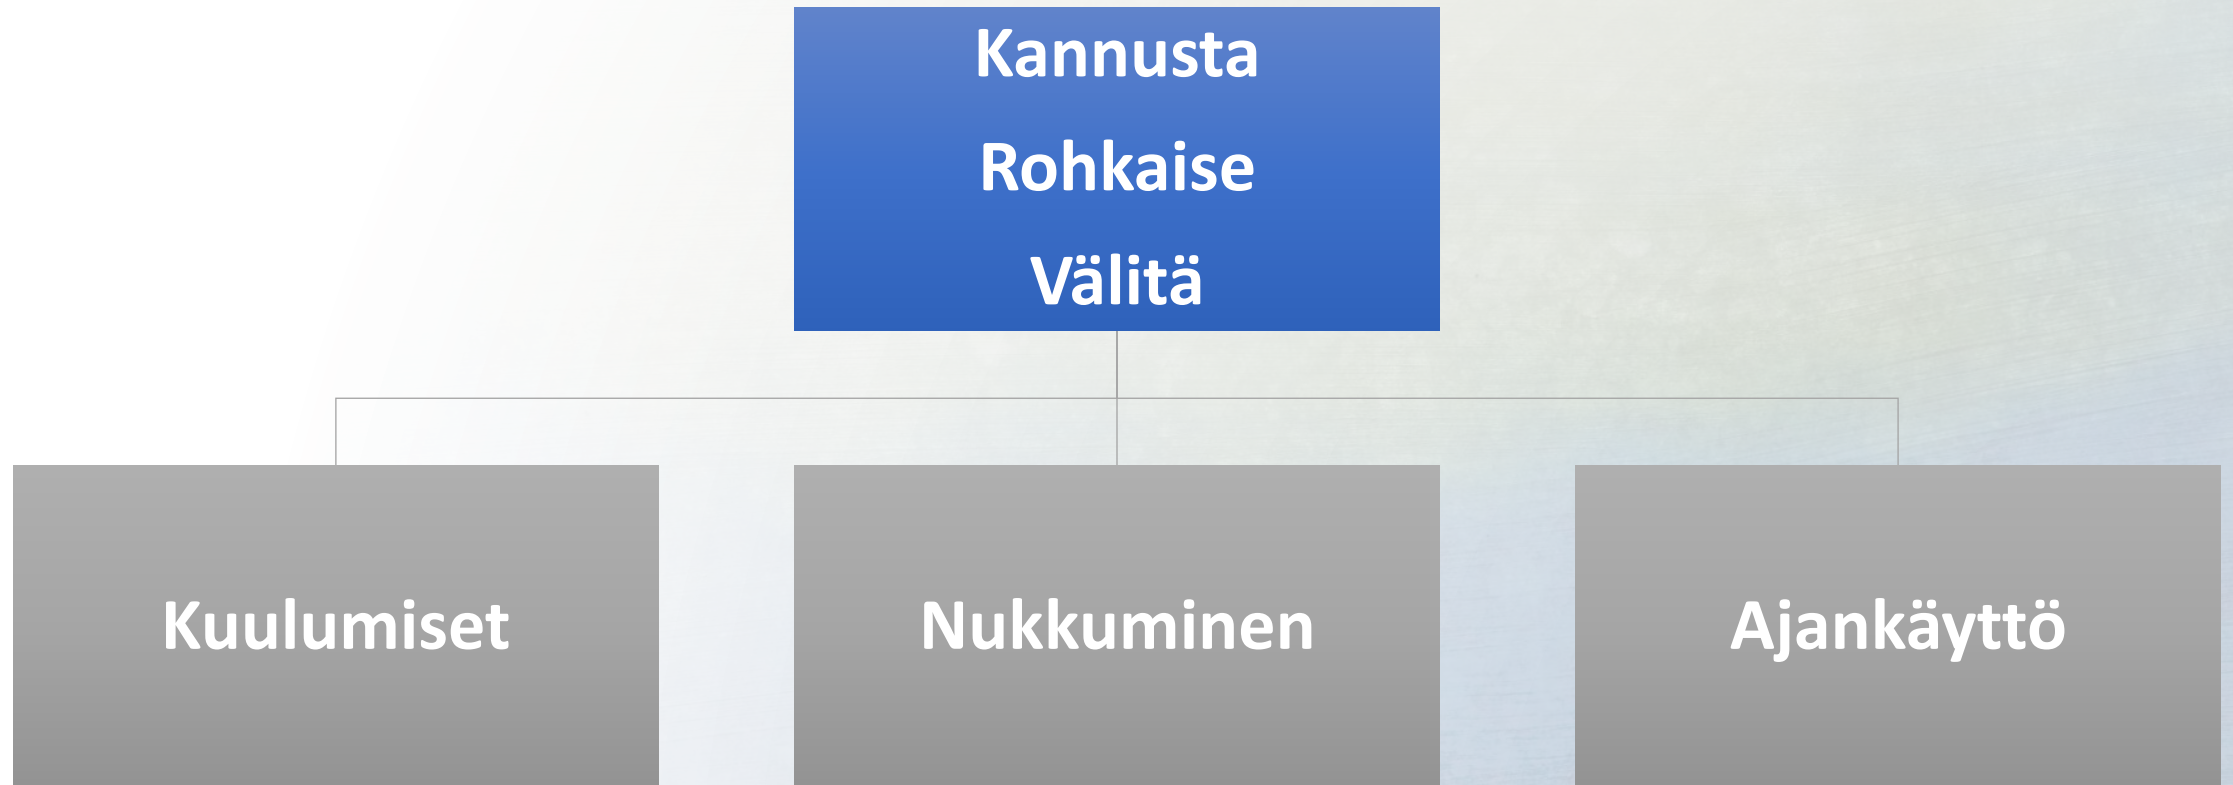 Kannusta
Rohkaise
Välitä
Kuulumiset
Nukkuminen
Ajankäyttö